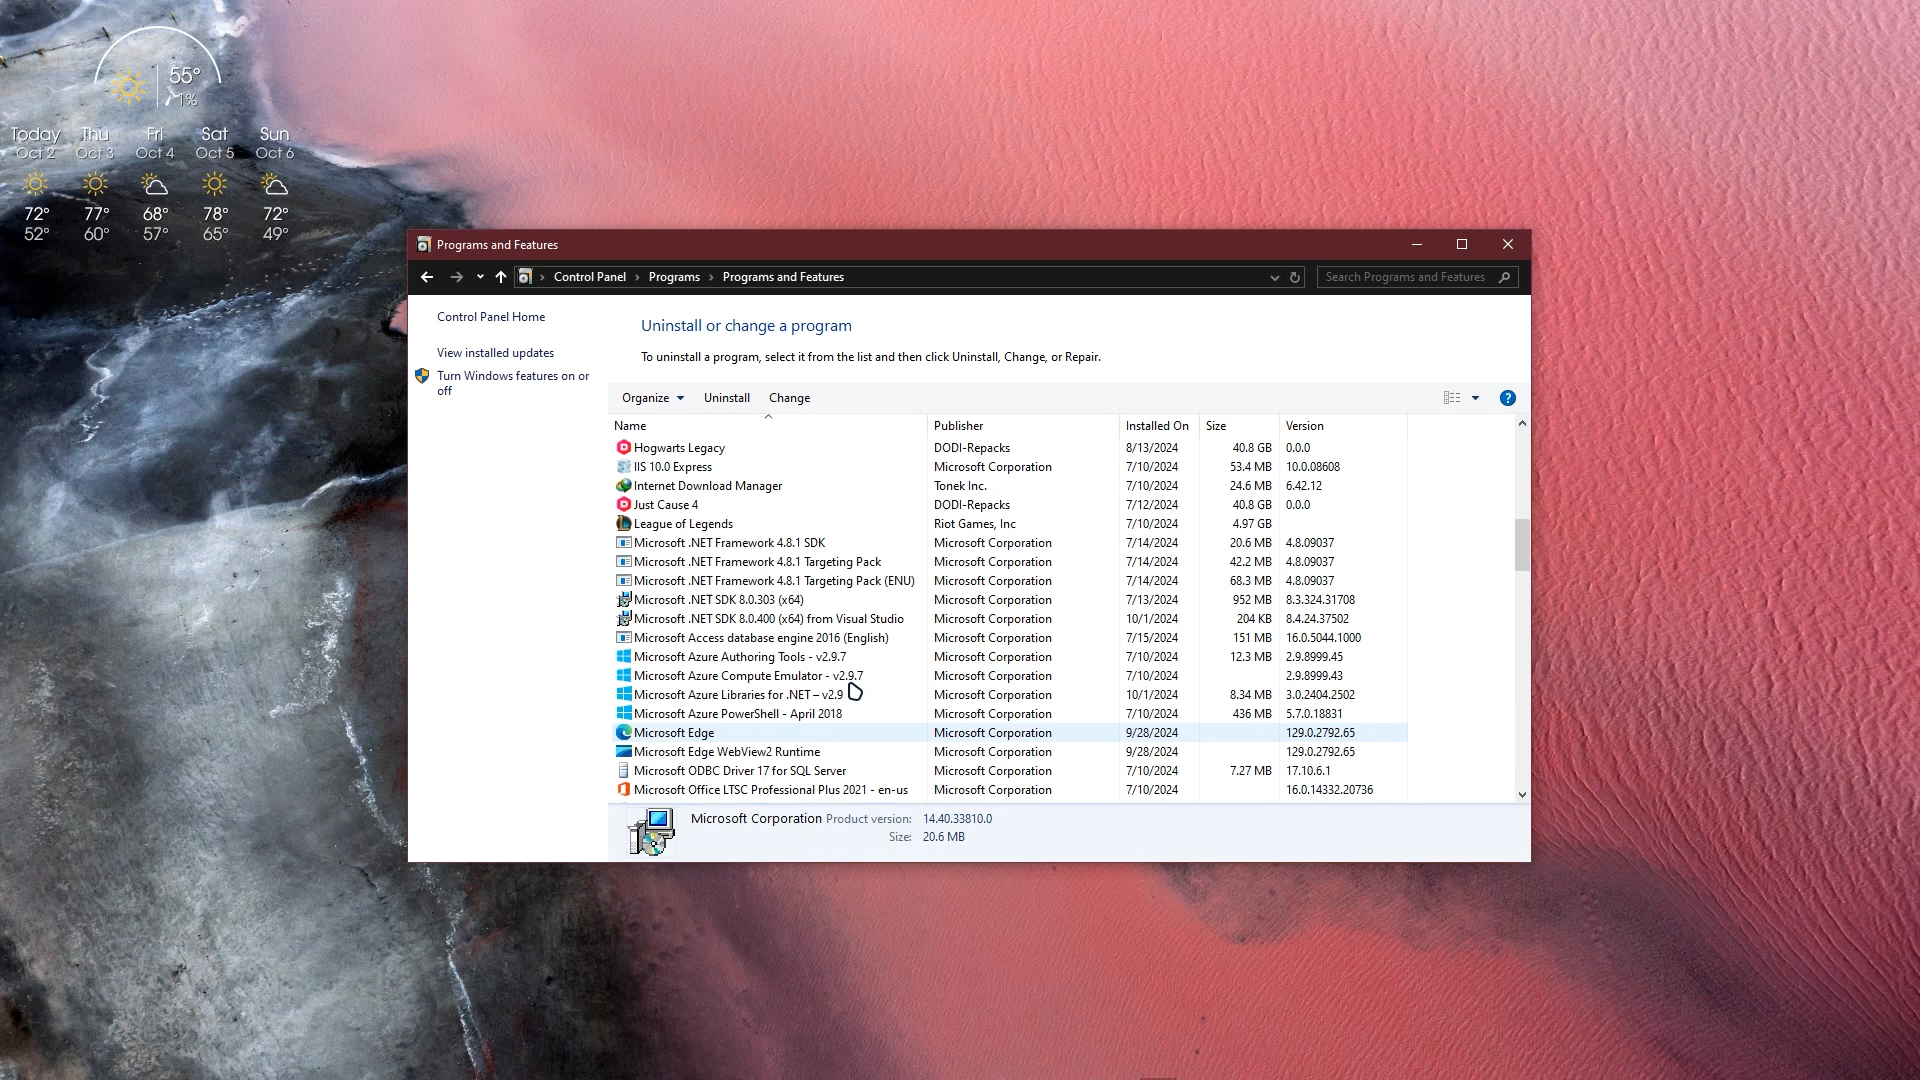 55°
1%
Today Thu Fri Sat Sun
Oct 2 Oct 3 Oct 4 Oct 5 Oct 6
72° 77° 68° 78° 72°
52° 60° 57° 65° 49°
Programs and Features
Control Panel Programs Programs and Features Search Programs and Features
Control Panel Home
View installed updates
Turn Windows features on or
off
Uninstall or change a program
To uninstall a program, select it from the list and then click Uninstall, Change, or Repair.
Organize Uninstall Change ?
Name Publisher Installed On Size Version
Hogwarts Legacy DODI-Repacks 8/13/2024 40.8 GB 0.0.0
IIS 10.0 Express Microsoft Corporation 7/10/2024 53.4 MB 10.0.08608
Internet Download Manager Tonek Inc. 7/10/2024 24.6 MB 6.42.12
Just Cause 4 DODI-Repacks 7/12/2024 40.8 GB 0.0.0
League of Legends Riot Games, Inc 7/10/2024 4.97 GB
Microsoft .NET Framework 4.8.1 SDK Microsoft Corporation 7/14/2024 20.6 MB 4.8.09037
Microsoft .NET Framework 4.8.1 Targeting Pack Microsoft Corporation 7/14/2024 42.2 MB 4.8.09037
Microsoft .NET Framework 4.8.1 Targeting Pack (ENU) Microsoft Corporation 7/14/2024 68.3 MB 4.8.09037
Microsoft .NET SDK 8.0.303 (x64) Microsoft Corporation 7/13/2024 952 MB 8.3.324.31708
Microsoft .NET SDK 8.0.400 (x64) from Visual Studio Microsoft Corporation 10/1/2024 204 KB 8.4.24.37502
Microsoft Access database engine 2016 (English) Microsoft Corporation 7/15/2024 151 MB 16.0.5044.1000
Microsoft Azure Authoring Tools - v2.9.7 Microsoft Corporation 7/10/2024 12.3 MB 2.9.8999.45
Microsoft Azure Compute Emulator - v2.9.7 Microsoft Corporation 7/10/2024 2.9.8999.43
Microsoft Azure Libraries for .NET – v2.9 Microsoft Corporation 10/1/2024 8.34 MB 3.0.2404.2502
Microsoft Azure PowerShell - April 2018 Microsoft Corporation 7/10/2024 436 MB 5.7.0.18831
Microsoft Edge Microsoft Corporation 9/28/2024 129.0.2792.65
Microsoft Edge WebView2 Runtime Microsoft Corporation 9/28/2024 129.0.2792.65
Microsoft ODBC Driver 17 for SQL Server Microsoft Corporation 7/10/2024 7.27 MB 17.10.6.1
Microsoft Office LTSC Professional Plus 2021 - en-us Microsoft Corporation 7/10/2024 16.0.14332.20736
Microsoft Corporation Product version: 14.40.33810.0
Size: 20.6 MB